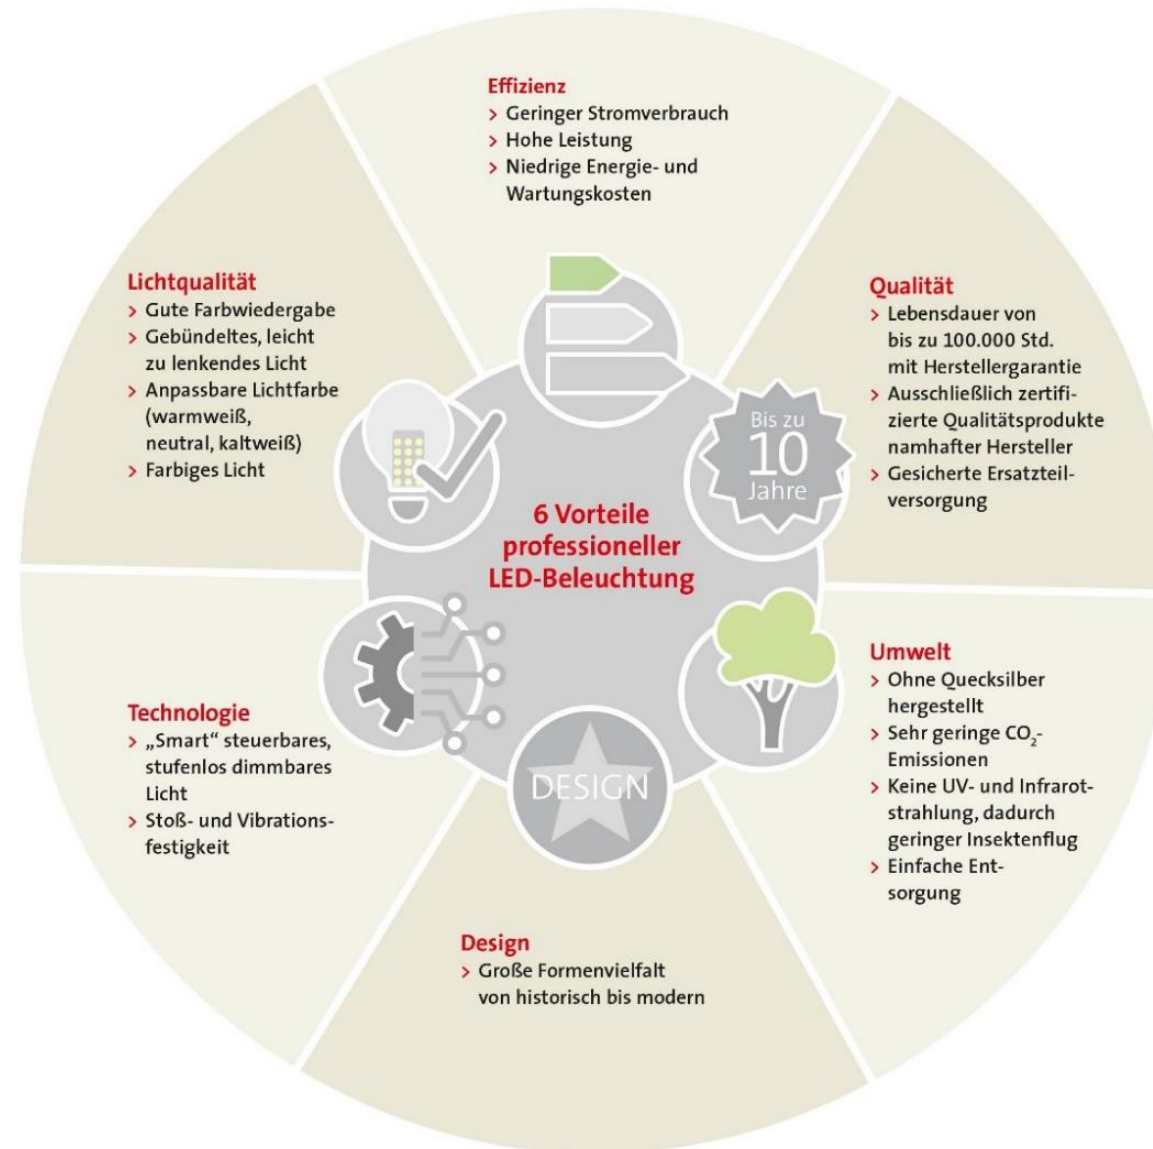 Effizienz
> Geringer Stromverbrauch
> Hohe Leistung
> Niedrige Energie- und
Wartungskosten
Lichtqualität
> Gute Farbwiedergabe
> Gebündeltes, leicht
zu lenkendes Licht
> Anpassbare Lichtfarbe
(warmweiß,
neutral, kaltweiß)
> Farbiges Licht
Qualität
> Lebensdauer von
bis zu 100.000 Std.
mit Herstellergarantie
> Ausschließlich zertifi-
zierte Qualitätsprodukte
namhafter Hersteller
> Gesicherte Ersatzteil-
versorgung
Bis zu
10
Jahre
6 Vorteile
professioneller
LED-Beleuchtung
Umwelt
> Ohne Quecksilber
hergestellt
> Sehr geringe CO₂-
Emissionen
> Keine UV- und Infrarot-
strahlung, dadurch
geringer Insektenflug
> Einfache Ent-
sorgung
Technologie
> „Smart“ steuerbares,
stufenlos dimmbares
Licht
> Stoß- und Vibrations-
festigkeit
DESIGN
Design
> Große Formenvielfalt
von historisch bis modern